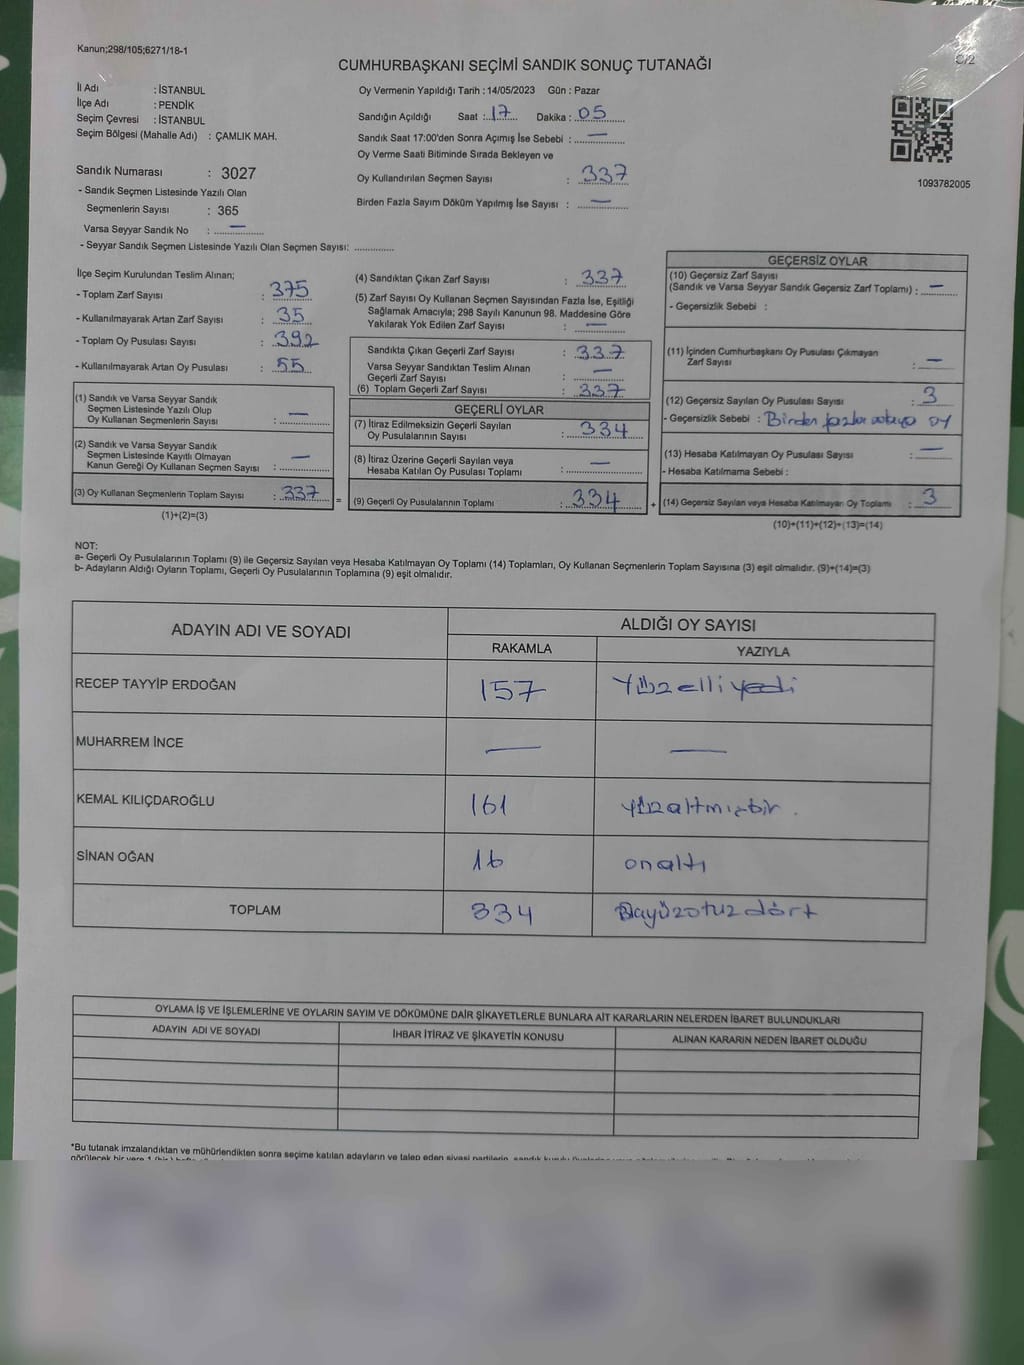 Kanun;298/105;6271/18-1
C/2
CUMHURBAŞKANI SEÇİMİ SANDIK SONUÇ TUTANAĞI
İl Adı : İSTANBUL
İlçe Adı : PENDİK
Seçim Çevresi : İSTANBUL
Seçim Bölgesi (Mahalle Adı) : ÇAMLIK MAH.
Sandık Numarası : 3027
- Sandık Seçmen Listesinde Yazılı Olan
Seçmenlerin Sayısı : 365
Varsa Seyyar Sandık No : —
- Seyyar Sandık Seçmen Listesinde Yazılı Olan Seçmen Sayısı: ..............
Oy Vermenin Yapıldığı Tarih : 14/05/2023 Gün : Pazar
Sandığın Açıldığı Saat : 17 Dakika : 05
Sandık Saat 17:00'den Sonra Açımış İse Sebebi : —
Oy Verme Saati Bitiminde Sırada Bekleyen ve
Oy Kullandırılan Seçmen Sayısı : 337
Birden Fazla Sayım Döküm Yapılmış İse Sayısı : —
1093782005
İlçe Seçim Kurulundan Teslim Alınan;
- Toplam Zarf Sayısı : 375
- Kullanılmayarak Artan Zarf Sayısı : 35
- Toplam Oy Pusulası Sayısı : 392
- Kullanılmayarak Artan Oy Pusulası : 55
(1) Sandık ve Varsa Seyyar Sandık
Seçmen Listesinde Yazılı Olup
Oy Kullanan Seçmenlerin Sayısı : —
(2) Sandık ve Varsa Seyyar Sandık
Seçmen Listesinde Kayıtlı Olmayan
Kanun Gereği Oy Kullanan Seçmen Sayısı : —
(3) Oy Kullanan Seçmenlerin Toplam Sayısı : 337 =
(1)+(2)=(3)
(4) Sandıktan Çıkan Zarf Sayısı : 337
(5) Zarf Sayısı Oy Kullanan Seçmen Sayısından Fazla İse, Eşitliği
Sağlamak Amacıyla; 298 Sayılı Kanunun 98. Maddesine Göre
Yakılarak Yok Edilen Zarf Sayısı : —
Sandıkta Çıkan Geçerli Zarf Sayısı : 337
Varsa Seyyar Sandıktan Teslim Alınan
Geçerli Zarf Sayısı : —
(6) Toplam Geçerli Zarf Sayısı : 337
GEÇERLİ OYLAR
(7) İtiraz Edilmeksizin Geçerli Sayılan
Oy Pusulalarının Sayısı : 334
(8) İtiraz Üzerine Geçerli Sayılan veya
Hesaba Katılan Oy Pusulası Toplamı : —
(9) Geçerli Oy Pusulalarının Toplamı : 334 +
GEÇERSİZ OYLAR
(10) Geçersiz Zarf Sayısı
(Sandık ve Varsa Seyyar Sandık Geçersiz Zarf Toplamı) : —
- Geçersizlik Sebebi :
(11) İçinden Cumhurbaşkanı Oy Pusulası Çıkmayan
Zarf Sayısı : —
(12) Geçersiz Sayılan Oy Pusulası Sayısı : 3
- Geçersizlik Sebebi : Birden fazla adaya oy
(13) Hesaba Katılmayan Oy Pusulası Sayısı : —
- Hesaba Katılmama Sebebi :
(14) Geçersiz Sayılan veya Hesaba Katılmayan Oy Toplamı : 3
(10)+(11)+(12)+(13)=(14)
NOT:
a- Geçerli Oy Pusulalarının Toplamı (9) ile Geçersiz Sayılan veya Hesaba Katılmayan Oy Toplamı (14) Toplamları, Oy Kullanan Seçmenlerin Toplam Sayısına (3) eşit olmalıdır. (9)+(14)=(3)
b- Adayların Aldığı Oyların Toplamı, Geçerli Oy Pusulalarının Toplamına (9) eşit olmalıdır.
ADAYIN ADI VE SOYADI
ALDIĞI OY SAYISI
RAKAMLA YAZIYLA
RECEP TAYYİP ERDOĞAN 157 Yüzelliyedi
MUHARREM İNCE — —
KEMAL KILIÇDAROĞLU 161 yüzaltmışbir.
SİNAN OĞAN 16 onaltı
TOPLAM 334 üçyüzotuzdört
OYLAMA İŞ VE İŞLEMLERİNE VE OYLARIN SAYIM VE DÖKÜMÜNE DAİR ŞİKAYETLERLE BUNLARA AİT KARARLARIN NELERDEN İBARET BULUNDUKLARI
ADAYIN ADI VE SOYADI İHBAR İTİRAZ VE ŞİKAYETİN KONUSU ALINAN KARARIN NEDEN İBARET OLDUĞU
*Bu tutanak imzalandıktan ve mühürlendikten sonra seçime katılan adayların ve talep eden siyasi partilerin,